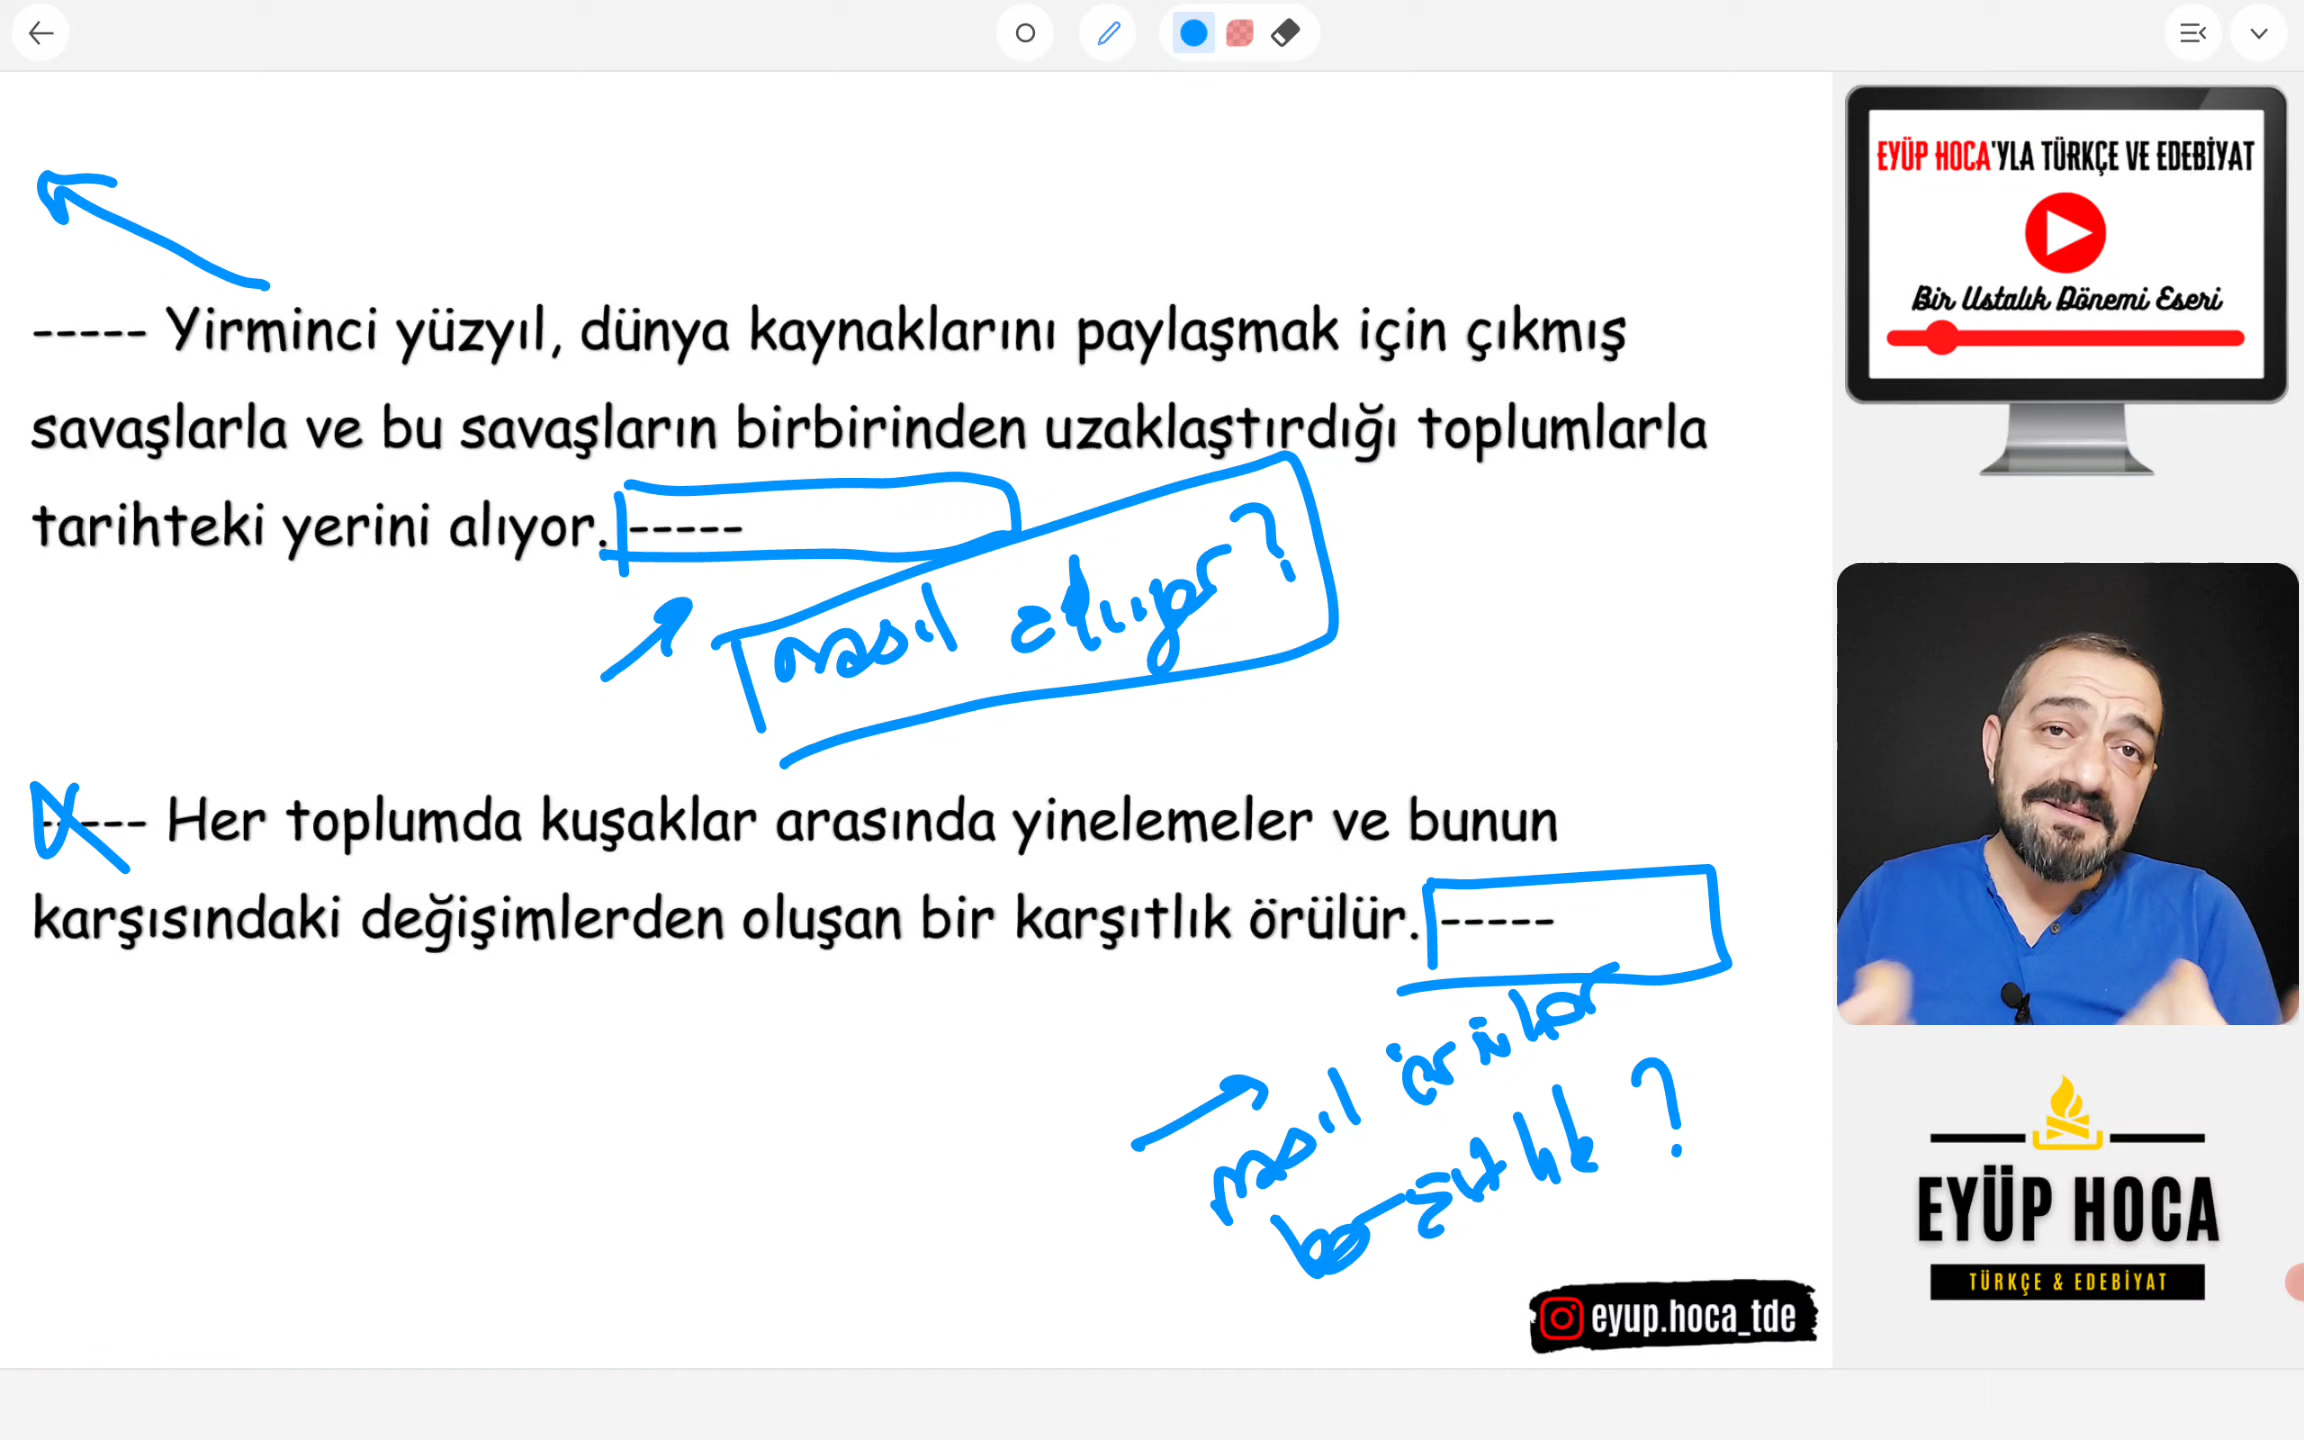 EYÜP HOCA'YLA TÜRKÇE VE EDEBİYAT
Bir Ustalık Dönemi Eseri
----- Yirminci yüzyıl, dünya kaynaklarını paylaşmak için çıkmış
savaşlarla ve bu savaşların birbirinden uzaklaştırdığı toplumlarla
tarihteki yerini alıyor. -----
nasıl alıyor?
----- Her toplumda kuşaklar arasında yinelemeler ve bunun
karşısındaki değişimlerden oluşan bir karşıtlık örülür. -----
nasıl örülür
karşıtlık ?
EYÜP HOCA
TÜRKÇE & EDEBİYAT
eyup.hoca_tde